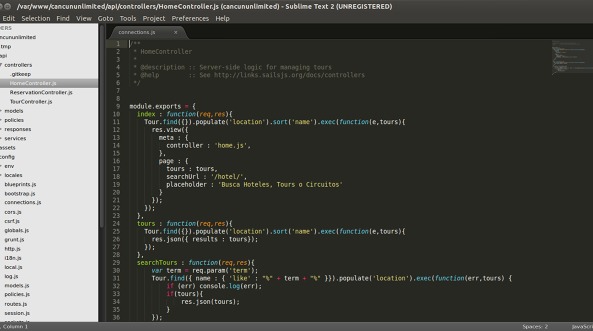 /var/www/cancununlimited/api/controllers/HomeController.js (cancununlimited) - Sublime Text 2 (UNREGISTERED)
Edit Selection Find View Goto Tools Project Preferences Help
DERS
ancununlimited
.tmp
api
controllers
.gitkeep
HomeController.js
ReservationController.js
TourController.js
models
policies
responses
services
assets
config
env
locales
blueprints.js
bootstrap.js
connections.js
cors.js
csrf.js
globals.js
grunt.js
http.js
i18n.js
local.js
log.js
models.js
policies.js
routes.js
session.js
connections.js ×
1 /**
2 * HomeController
3 *
4 * @description :: Server-side logic for managing tours
5 * @help :: See http://links.sailsjs.org/docs/controllers
6 */
7
8
9 module.exports = {
10 index : function(req,res){
11 Tour.find({}).populate('location').sort('name').exec(function(e,tours){
12 res.view({
13 meta : {
14 controller : 'home.js',
15 },
16 page : {
17 tours : tours,
18 searchUrl : '/hotel/',
19 placeholder : 'Busca Hoteles, Tours o Circuitos'
20 }
21 });
22 });
23 },
24 tours : function(req,res){
25 Tour.find({}).populate('location').sort('name').exec(function(e,tours){
26 res.json({ results : tours});
27 });
28 },
29 searchTours : function(req,res){
30 var term = req.param('term');
31 Tour.find({ name : { 'like' : "%" + term + "%" }}).populate('location').exec(function(err,tours) {
32 if (err) console.log(err);
33 if(tours){
34 res.json(tours);
35 }
36 });
, Column 1
Spaces: 2
JavaScri